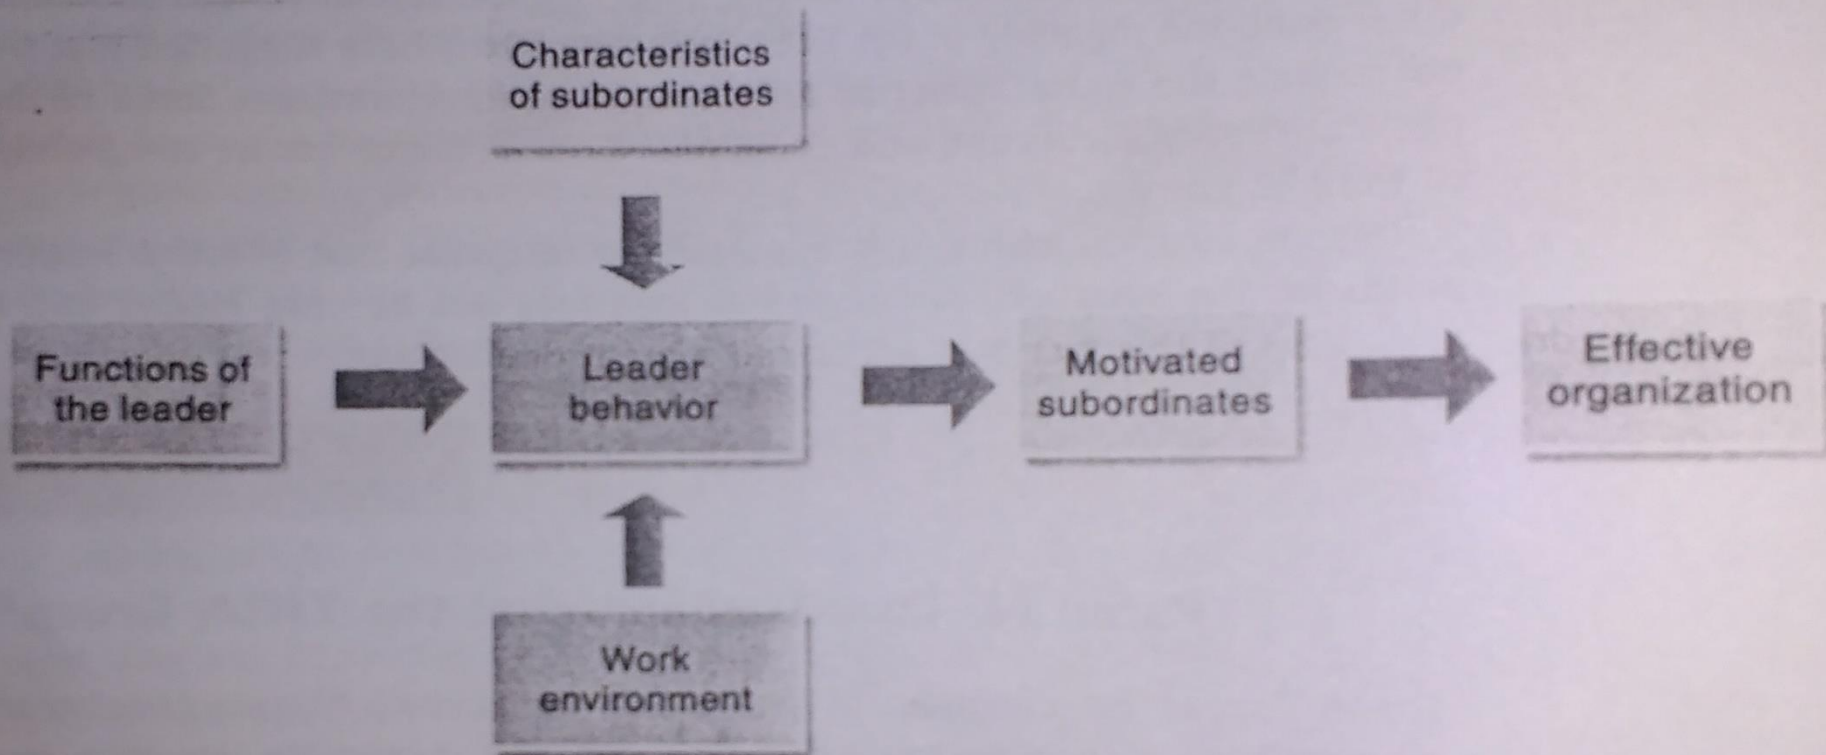 Characteristics
of subordinates
Functions of
the leader
Leader
behavior
Motivated
subordinates
Effective
organization
Work
environment